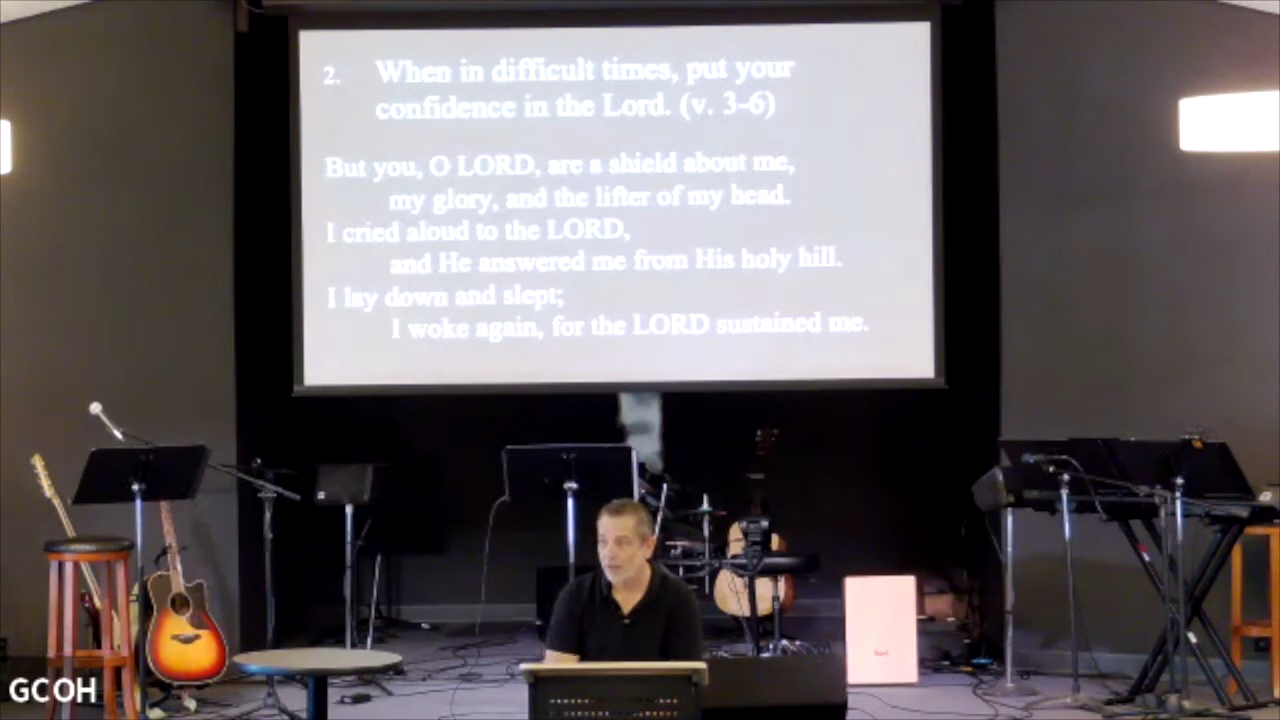 2. When in difficult times, put your
confidence in the Lord. (v. 3-6)
But you, O LORD, are a shield about me,
my glory, and the lifter of my head.
I cried aloud to the LORD,
and He answered me from His holy hill.
I lay down and slept;
I woke again, for the LORD sustained me.
GC OH